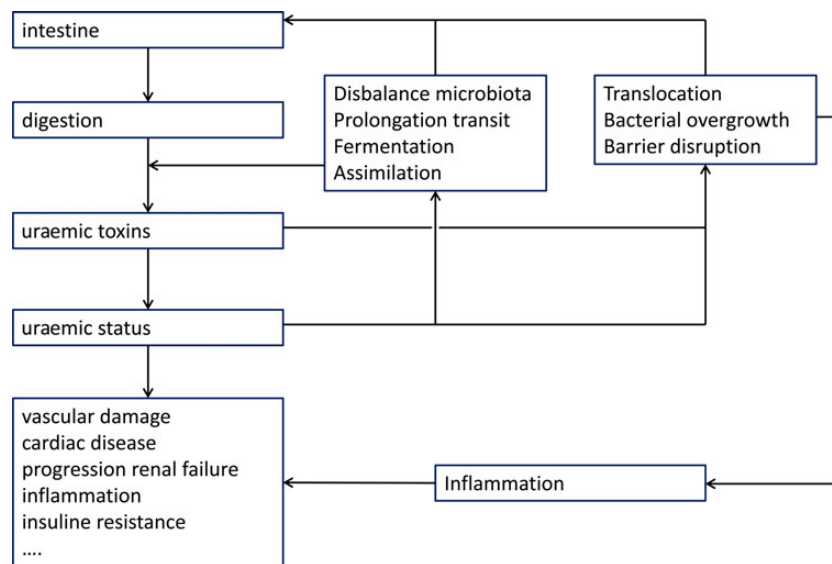 intestine
digestion
uraemic toxins
uraemic status
vascular damage
cardiac disease
progression renal failure
inflammation
insuline resistance
....
Disbalance microbiota
Prolongation transit
Fermentation
Assimilation
Translocation
Bacterial overgrowth
Barrier disruption
Inflammation